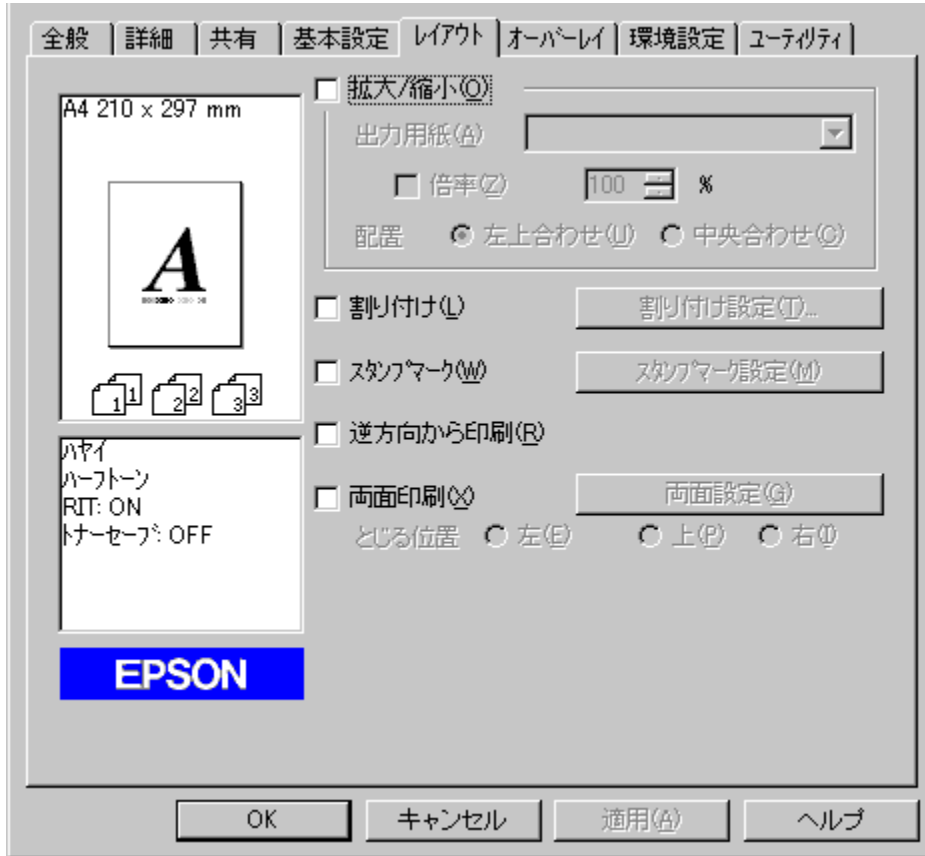 全般 詳細 共有 基本設定 レイアウト オーバーレイ 環境設定 ユーティリティ
A4 210 x 297 mm
A
1 1 2 2 3 3
ハヤイ
ハーフトーン
RIT: ON
トナーセーブ: OFF
EPSON
拡大/縮小(O)
出力用紙(A)
倍率(Z) 100 %
配置 左上合わせ(U) 中央合わせ(C)
割り付け(L) 割り付け設定(T)...
スタンプマーク(W) スタンプマーク設定(M)
逆方向から印刷(R)
両面印刷(X) 両面設定(G)
とじる位置 左(E) 上(P) 右(I)
OK キャンセル 適用(A) ヘルプ